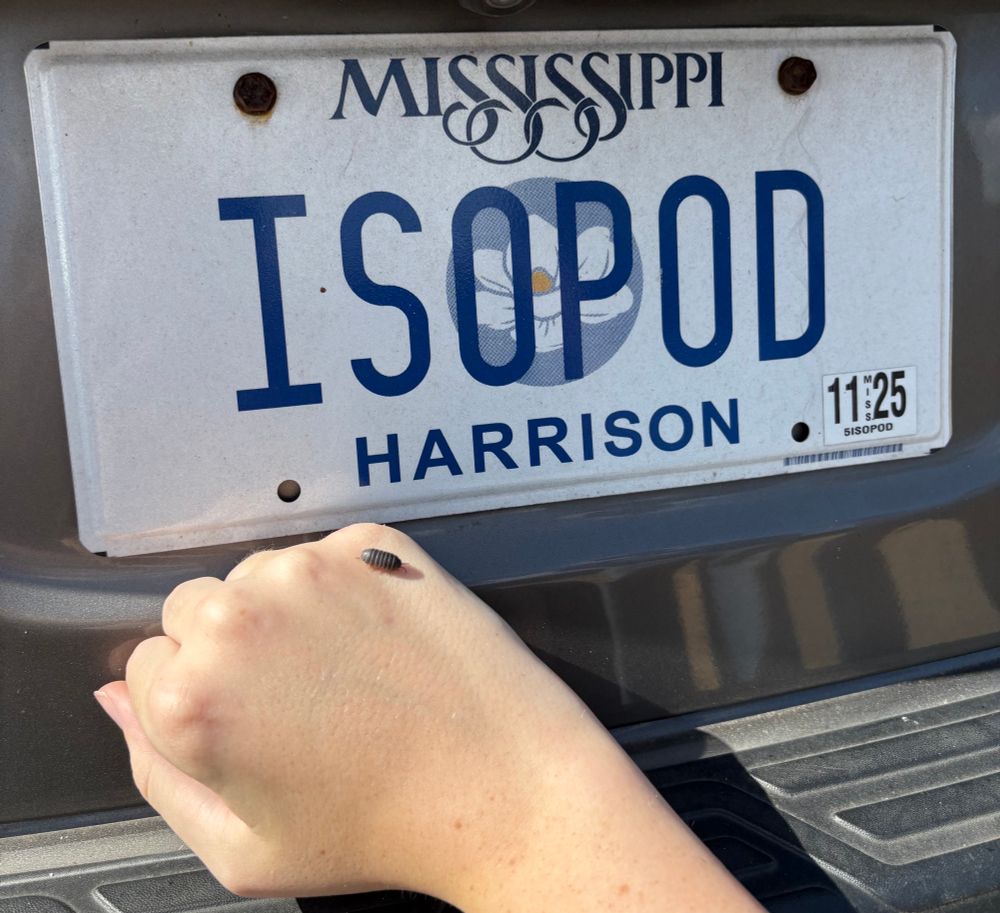 MISSISSIPPI
ISOPOD
11 MISS. 25
5ISOPOD
HARRISON